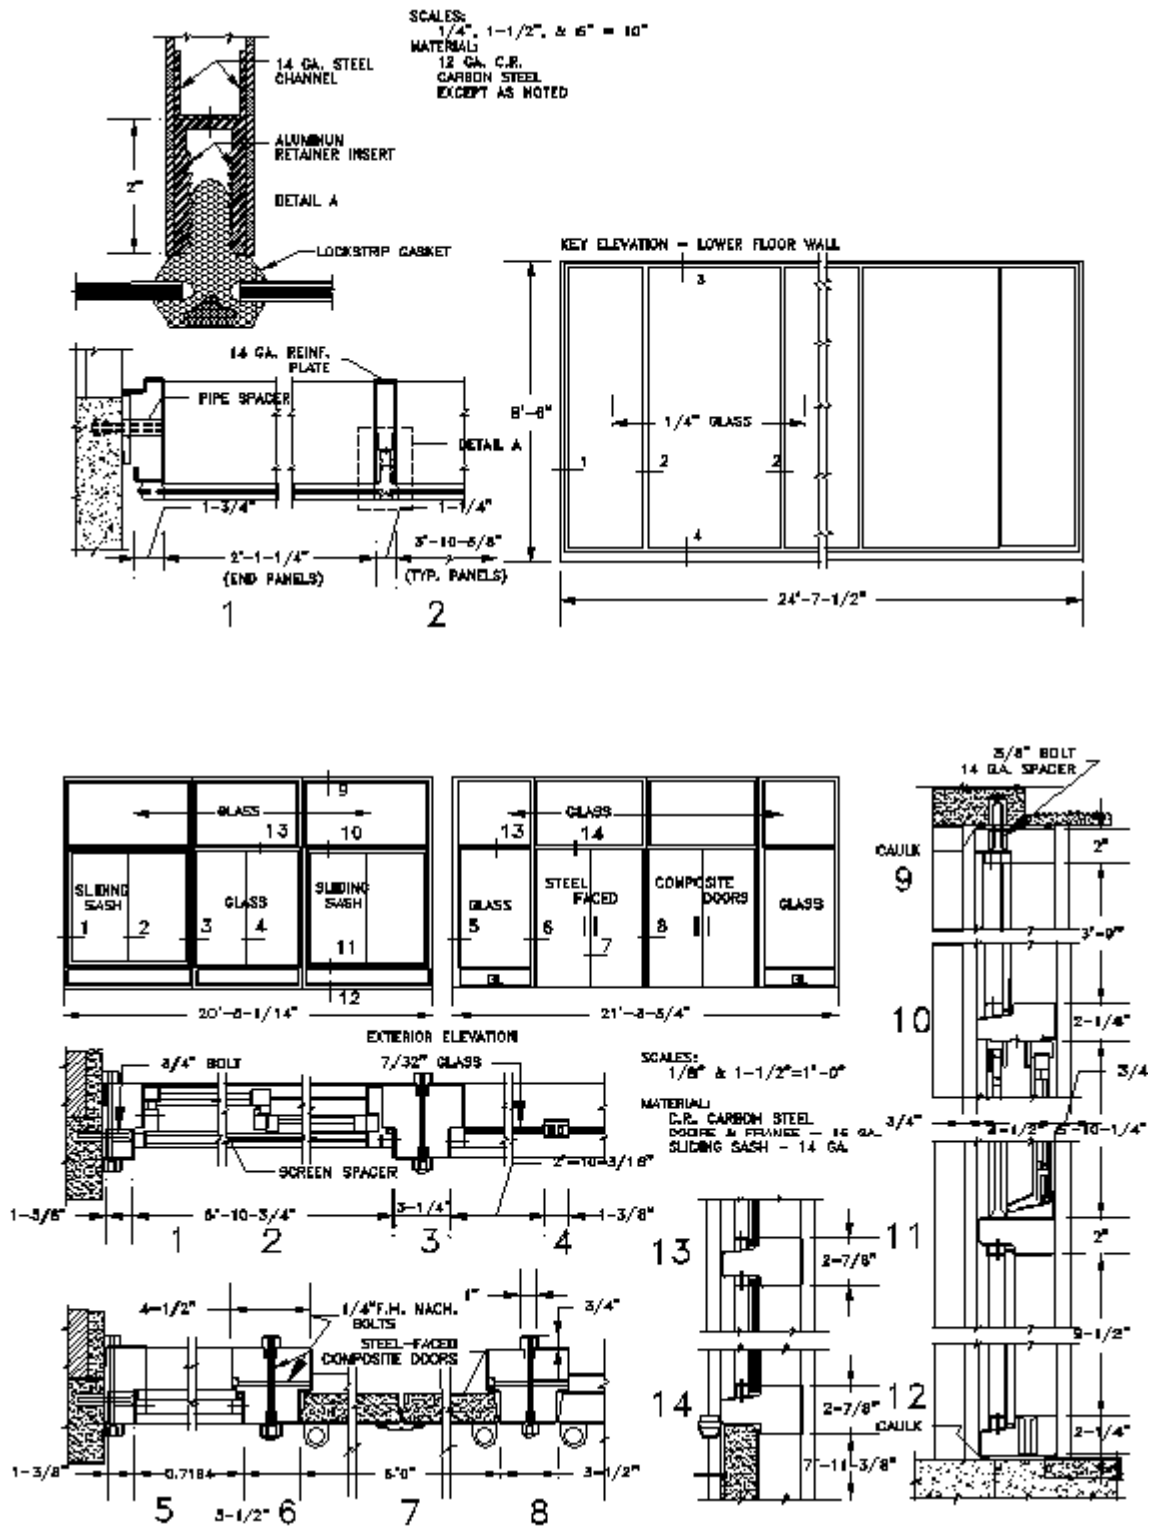 SCALES:
1/4", 1-1/2", & 6" = 10"
MATERIAL:
12 GA. C.R.
CARBON STEEL
EXCEPT AS NOTED
14 GA. STEEL
CHANNEL
ALUMINUN
RETAINER INSERT
2"
DETAIL A
LOCKSTRIP GASKET
KEY ELEVATION - LOWER FLOOR WALL
3
14 GA. REINF.
PLATE
PIPE SPACER
8'-6"
1/4" GLASS
DETAIL A
1
2
2
1-3/4"
1-1/4"
4
2'-1-1/4"
3'-10-5/8"
(END PANELS)
(TYP. PANELS)
1
2
24'-7-1/2"
3/8" BOLT
14 GA. SPACER
9
GLASS
13
10
GLASS
13
14
2"
CAULK
9
SLIDING
SASH
GLASS
SLIDING
SASH
STEEL
FACED
COMPOSITE
DOORS
GLASS
GLASS
1
2
3
4
11
5
6
7
8
3'-9"
12
20'-8-1/14"
21'-8-5/4"
10
2-1/4"
EXTERIOR ELEVATION
3/4" BOLT
7/32" GLASS
SCALES:
1/8" & 1-1/2"=1'-0"
3/4
MATERIAL:
C.R. CARBON STEEL
DOORS & FRAMES - 16 GA.
SLIDING SASH - 14 GA.
3/4"
SCREEN SPACER
2'-10-3/16"
1-3/8"
6'-10-3/4"
3-1/4"
1-3/8"
1
2
3
4
13
2-7/8"
11
2"
4-1/2"
1/4"F.H. MACH.
BOLTS
1"
3/4"
STEEL-FACED
COMPOSITE DOORS
9-1/2"
14
2-7/8"
12
CAULK
2-1/4"
1-3/8"
0.7184
6'0"
3-1/2"
7'-11-3/8"
5
3-1/2"
6
7
8